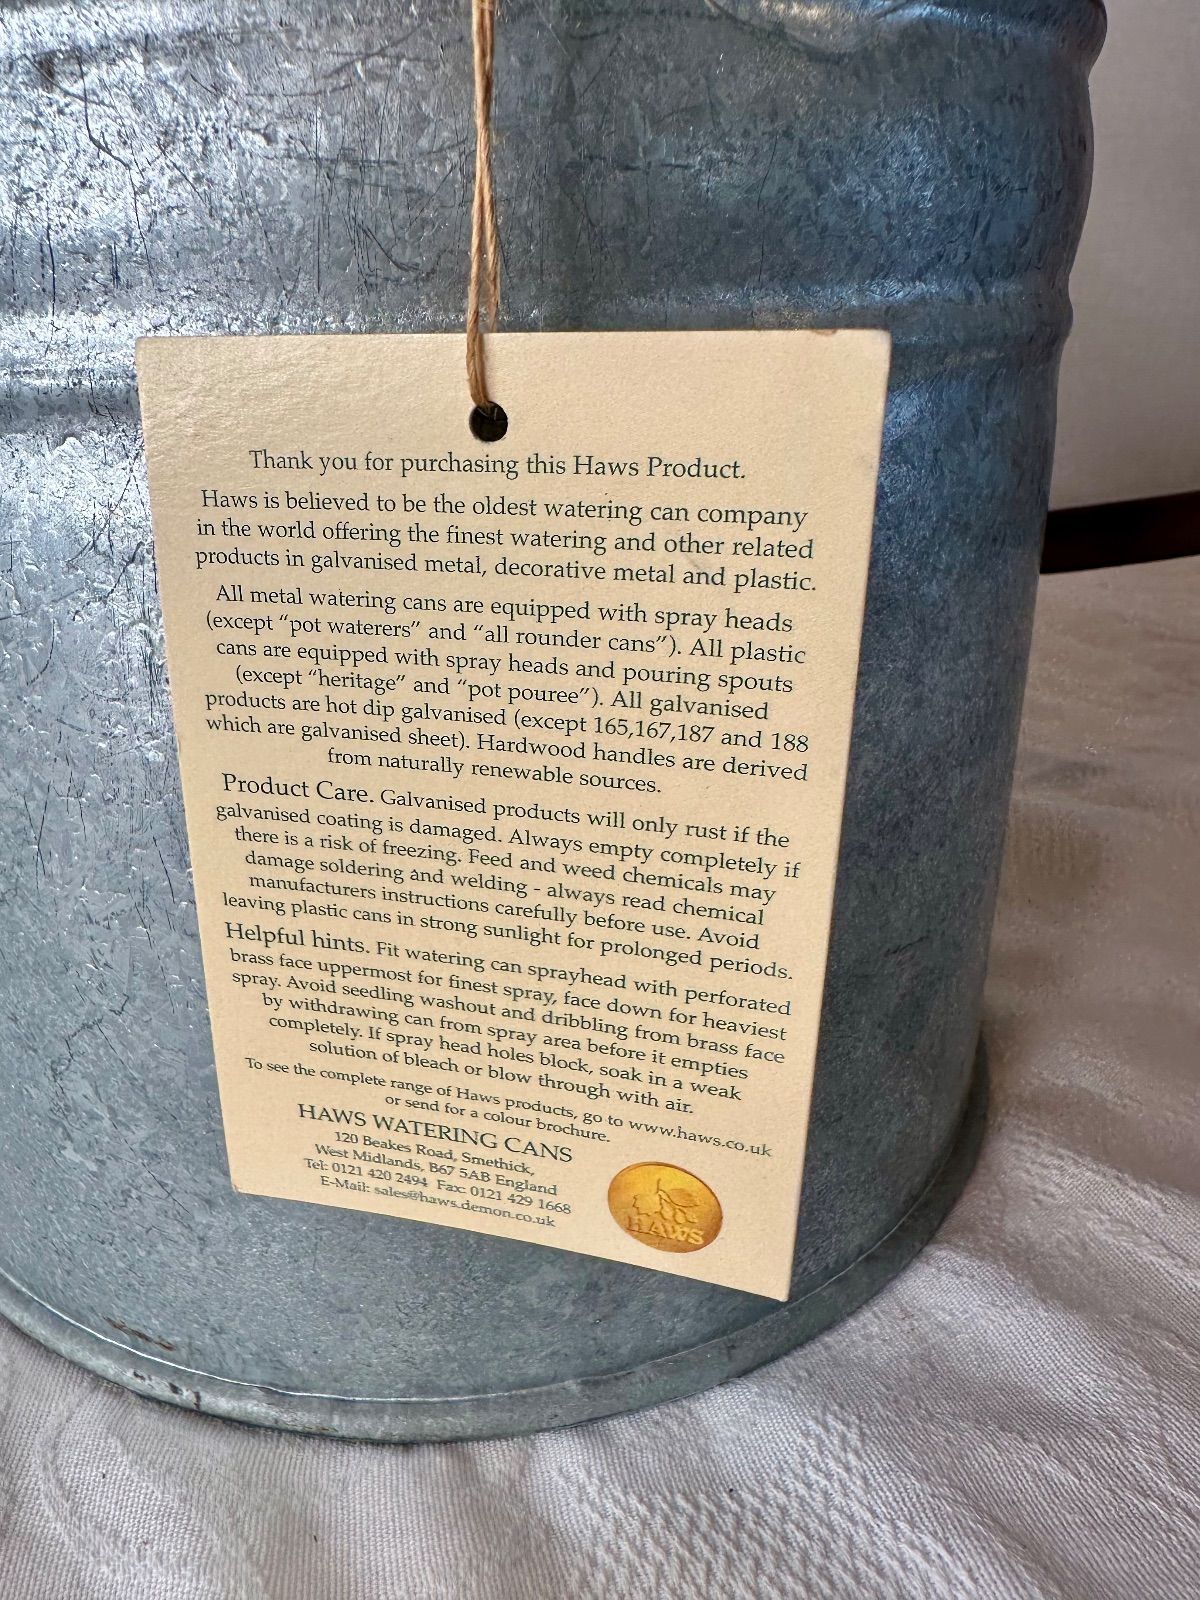 Thank you for purchasing this Haws Product.
Haws is believed to be the oldest watering can company
in the world offering the finest watering and other related
products in galvanised metal, decorative metal and plastic.
All metal watering cans are equipped with spray heads
(except “pot waterers” and “all rounder cans”). All plastic
cans are equipped with spray heads and pouring spouts
(except “heritage” and “pot pouree”). All galvanised
products are hot dip galvanised (except 165,167,187 and 188
which are galvanised sheet). Hardwood handles are derived
from naturally renewable sources.
Product Care. Galvanised products will only rust if the
galvanised coating is damaged. Always empty completely if
there is a risk of freezing. Feed and weed chemicals may
damage soldering and welding - always read chemical
manufacturers instructions carefully before use. Avoid
leaving plastic cans in strong sunlight for prolonged periods.
Helpful hints. Fit watering can sprayhead with perforated
brass face uppermost for finest spray, face down for heaviest
spray. Avoid seedling washout and dribbling from brass face
by withdrawing can from spray area before it empties
completely. If spray head holes block, soak in a weak
solution of bleach or blow through with air.
To see the complete range of Haws products, go to www.haws.co.uk
or send for a colour brochure.
HAWS WATERING CANS
120 Beakes Road, Smethick,
West Midlands, B67 5AB England
Tel: 0121 420 2494 Fax: 0121 429 1668
E-Mail: sales@haws.demon.co.uk
HAWS